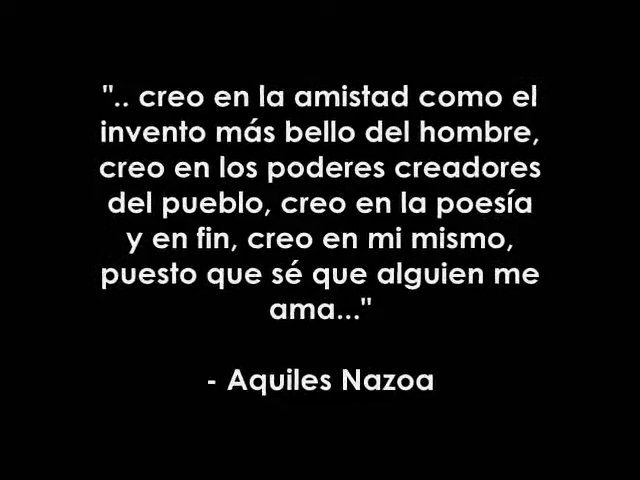 ".. creo en la amistad como el
invento más bello del hombre,
creo en los poderes creadores
del pueblo, creo en la poesía
y en fin, creo en mi mismo,
puesto que sé que alguien me
ama..."
- Aquiles Nazoa